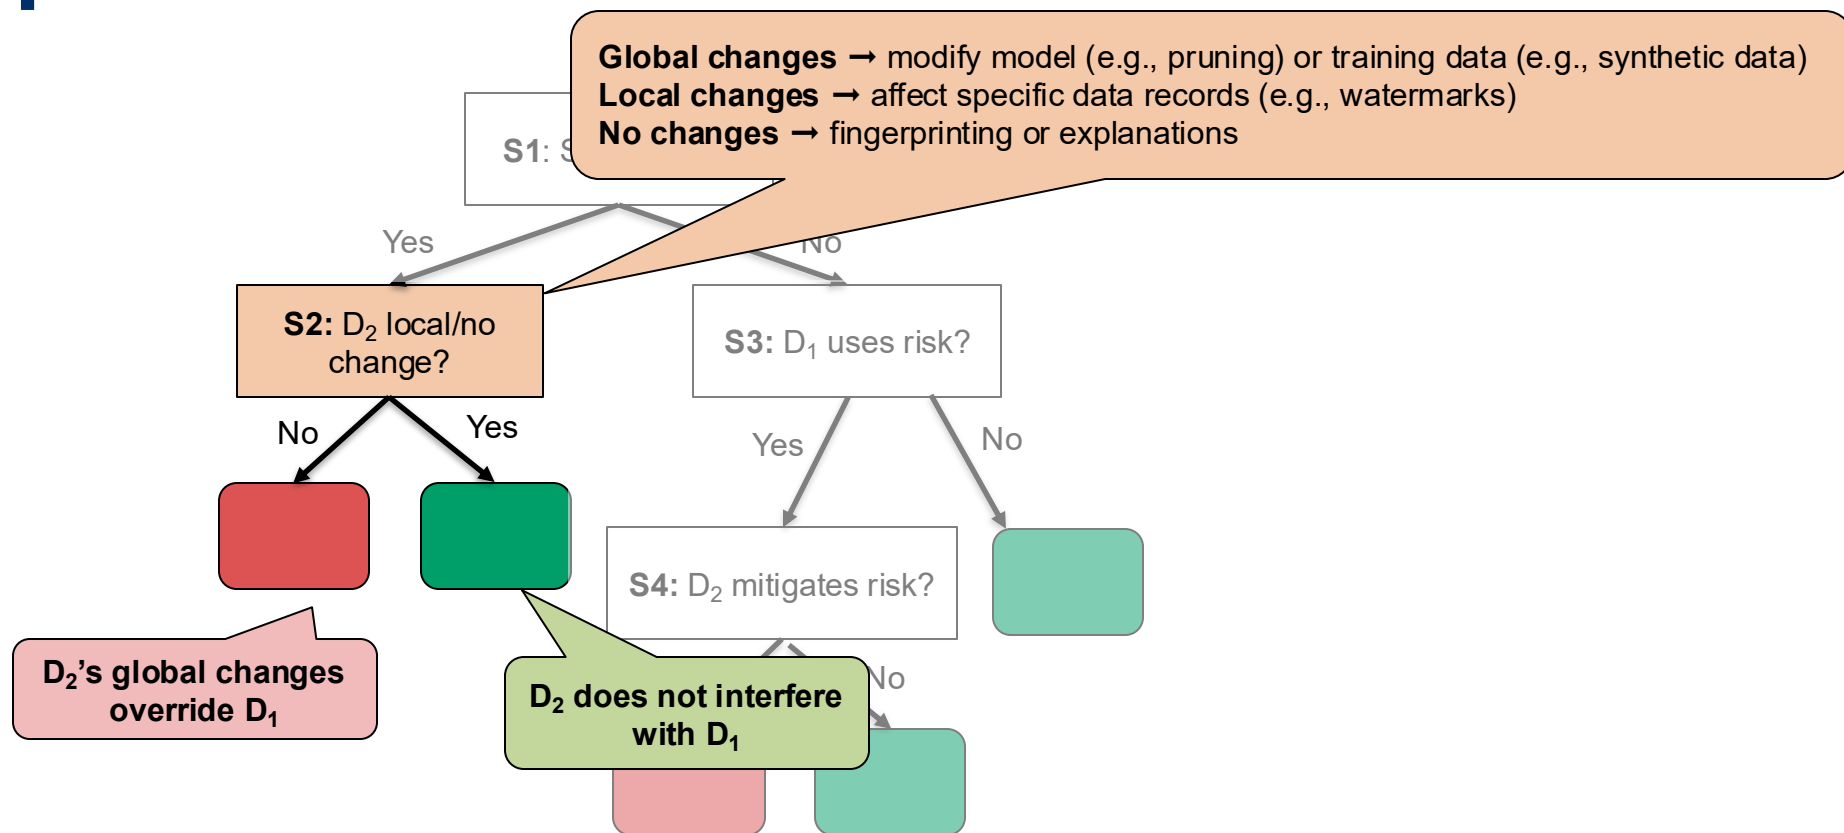 Global changes → modify model (e.g., pruning) or training data (e.g., synthetic data)
Local changes → affect specific data records (e.g., watermarks)
No changes → fingerprinting or explanations
S1:
Yes
No
S2: D₂ local/no
change?
S3: D₁ uses risk?
No
Yes
Yes
No
S4: D₂ mitigates risk?
D₂’s global changes
override D₁
D₂ does not interfere
with D₁
No